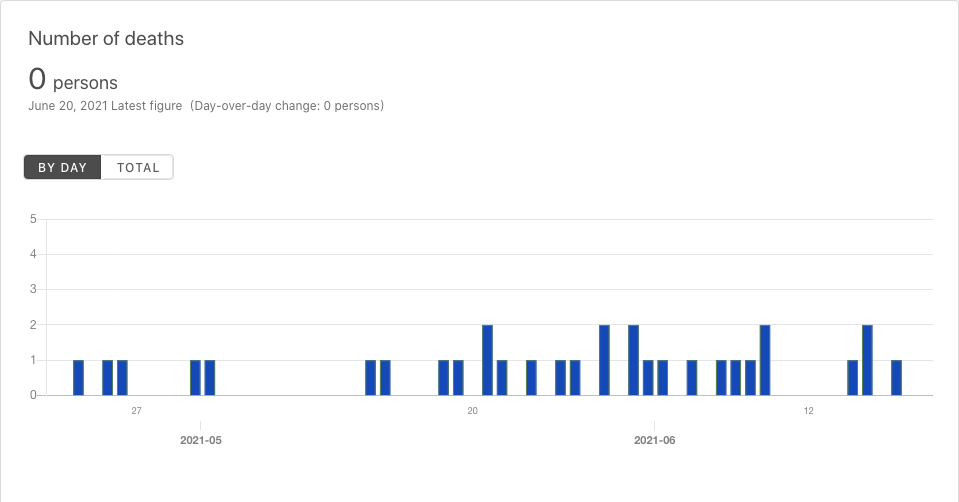 Number of deaths
0 persons
June 20, 2021 Latest figure (Day-over-day change: 0 persons)
BY DAY TOTAL
5
4
3
2
1
0
27 20 12
2021-05 2021-06